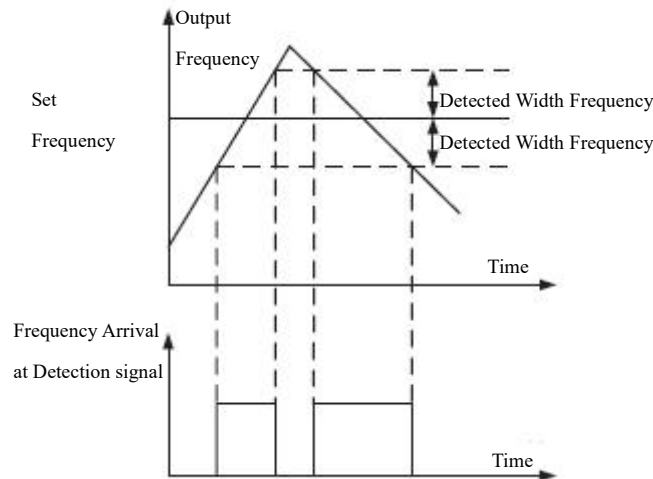 Output
Frequency
Set
Frequency
Detected Width Frequency
Detected Width Frequency
Time
Frequency Arrival
at Detection signal
Time